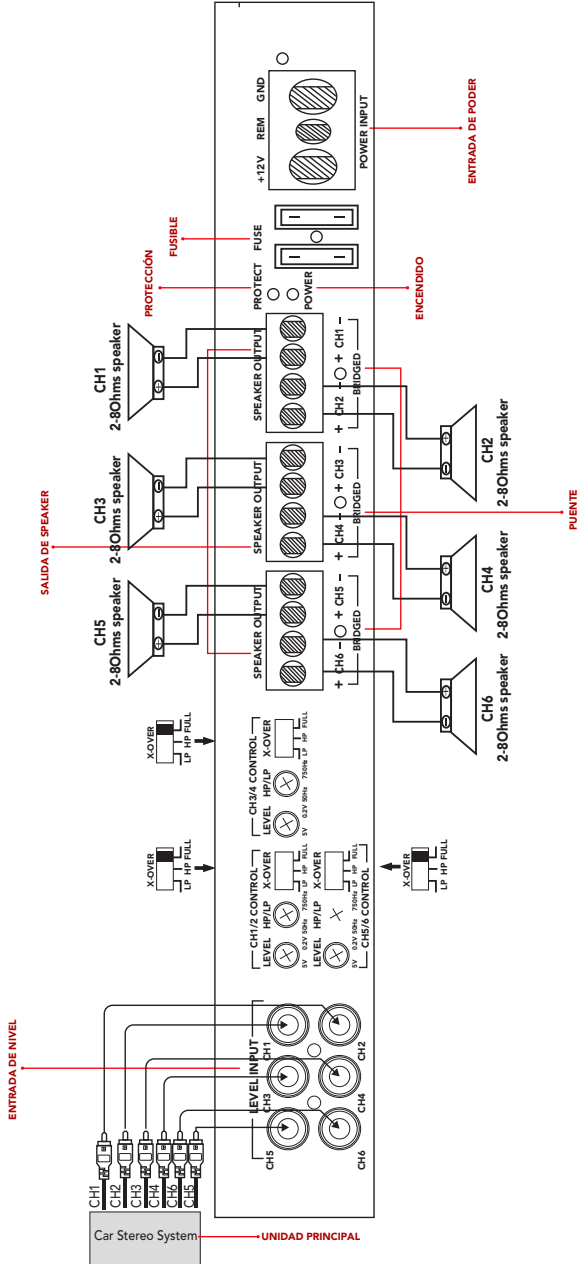 GND
REM
+12V
POWER INPUT
ENTRADA DE PODER
FUSIBLE
FUSE
PROTECCIÓN
PROTECT
POWER
ENCENDIDO
CH1
2-8Ohms speaker
SPEAKER OUTPUT
+ CH2 - + CH1 -
BRIDGED
CH2
2-8Ohms speaker
CH3
2-8Ohms speaker
SALIDA DE SPEAKER
SPEAKER OUTPUT
+ CH4 - + CH3 -
BRIDGED
PUENTE
CH4
2-8Ohms speaker
CH5
2-8Ohms speaker
SPEAKER OUTPUT
+ CH6 - + CH5 -
BRIDGED
CH6
2-8Ohms speaker
X-OVER
LP HP FULL
CH3/4 CONTROL
LEVEL HP/LP X-OVER
5V 0.2V 50Hz 750Hz LP HP FULL
X-OVER
LP HP FULL
CH1/2 CONTROL
LEVEL HP/LP X-OVER
5V 0.2V 50Hz 750Hz LP HP FULL
LEVEL HP/LP X-OVER
5V 0.2V 50Hz 750Hz LP HP FULL
CH5/6 CONTROL
X-OVER
LP HP FULL
ENTRADA DE NIVEL
LEVEL INPUT
CH5 CH3 CH1
CH6 CH4 CH2
CH1
CH2
CH3
CH4
CH6
CH5
Car Stereo System
UNIDAD PRINCIPAL